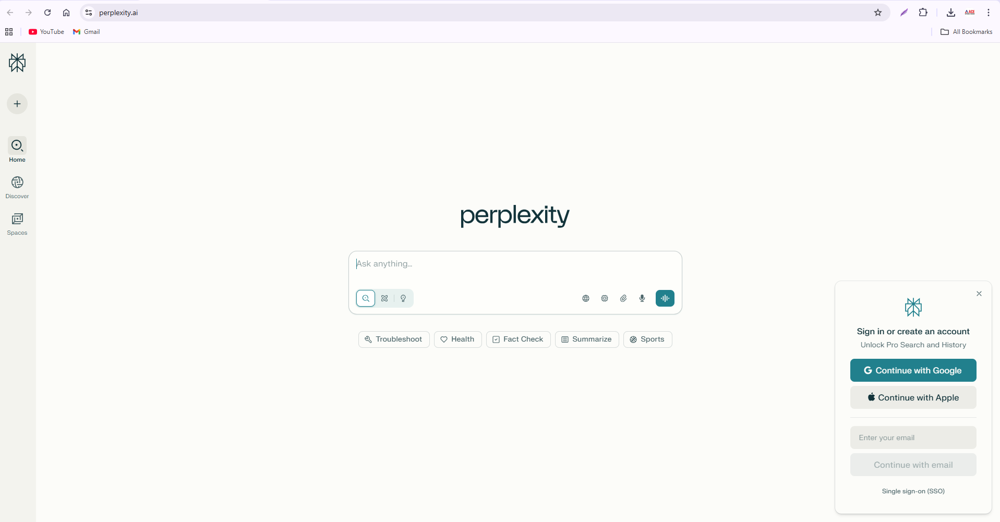 perplexity.ai
YouTube
Gmail
All Bookmarks
Home
Discover
Spaces
perplexity
Ask anything...
Troubleshoot
Health
Fact Check
Summarize
Sports
Sign in or create an account
Unlock Pro Search and History
Continue with Google
Continue with Apple
Enter your email
Continue with email
Single sign-on (SSO)